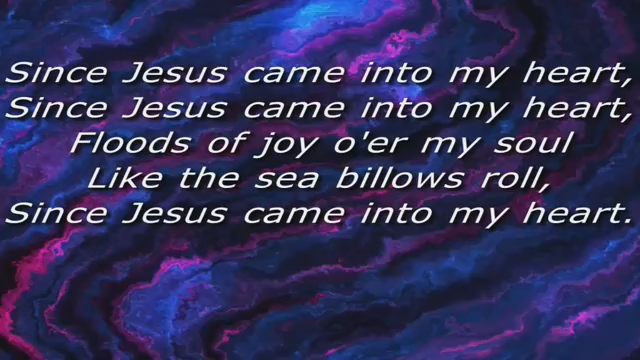 Since Jesus came into my heart,
Since Jesus came into my heart,
Floods of joy o'er my soul
Like the sea billows roll,
Since Jesus came into my heart.